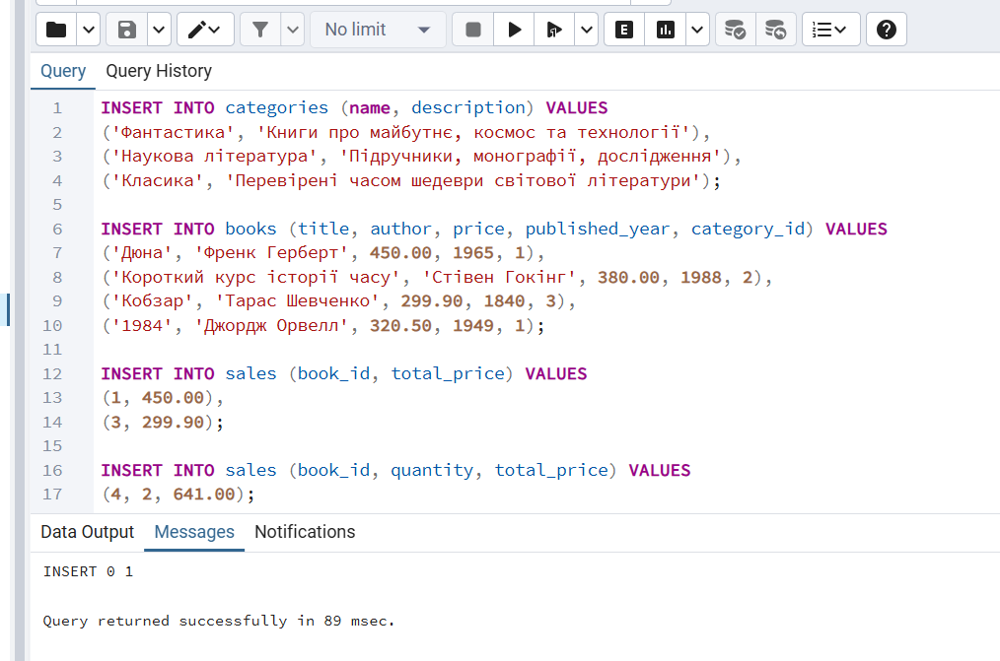 No limit
E
Query Query History
1 INSERT INTO categories (name, description) VALUES
2 ('Фантастика', 'Книги про майбутнє, космос та технології'),
3 ('Наукова література', 'Підручники, монографії, дослідження'),
4 ('Класика', 'Перевірені часом шедеври світової літератури');
5
6 INSERT INTO books (title, author, price, published_year, category_id) VALUES
7 ('Дюна', 'Френк Герберт', 450.00, 1965, 1),
8 ('Короткий курс історії часу', 'Стівен Гокінг', 380.00, 1988, 2),
9 ('Кобзар', 'Тарас Шевченко', 299.90, 1840, 3),
10 ('1984', 'Джордж Орвелл', 320.50, 1949, 1);
11
12 INSERT INTO sales (book_id, total_price) VALUES
13 (1, 450.00),
14 (3, 299.90);
15
16 INSERT INTO sales (book_id, quantity, total_price) VALUES
17 (4, 2, 641.00);
Data Output Messages Notifications
INSERT 0 1
Query returned successfully in 89 msec.